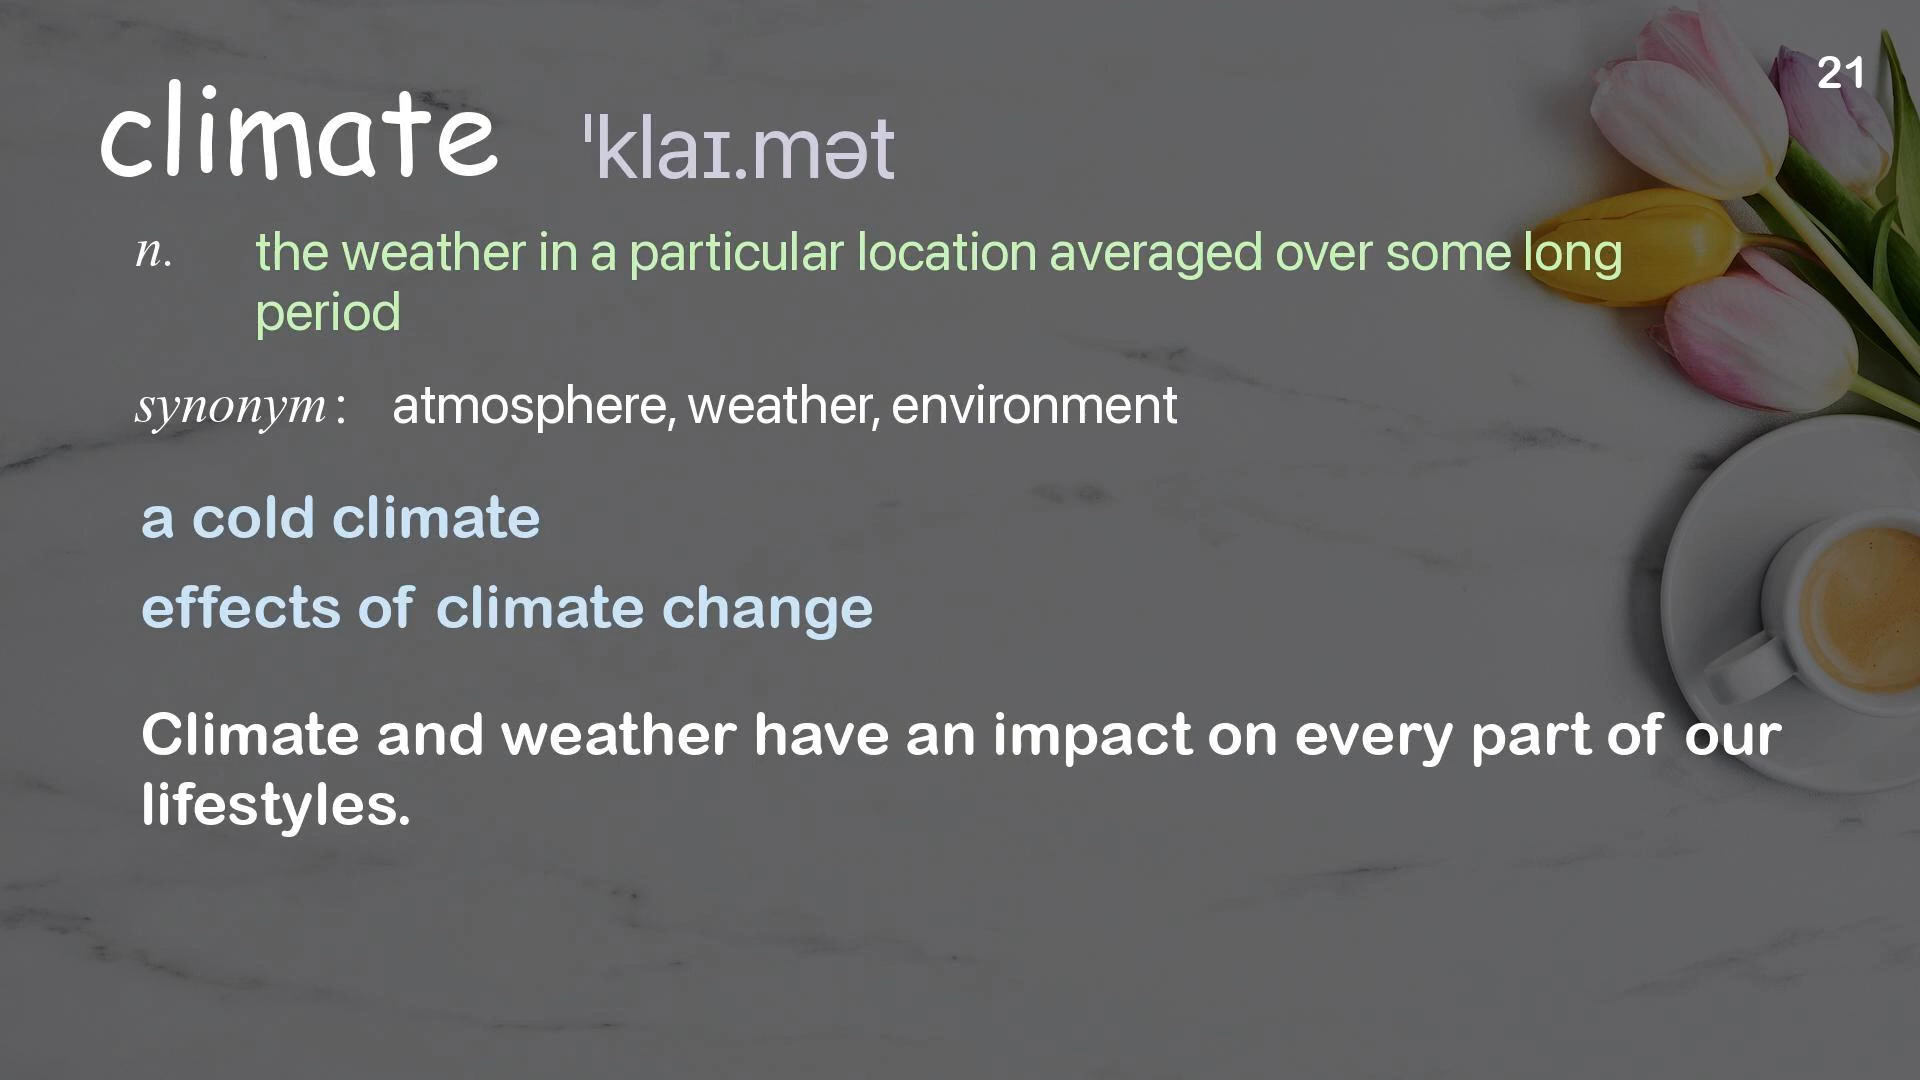 21
climate ˈklaɪ.mət
n. the weather in a particular location averaged over some long
period
synonym: atmosphere, weather, environment
a cold climate
effects of climate change
Climate and weather have an impact on every part of our
lifestyles.